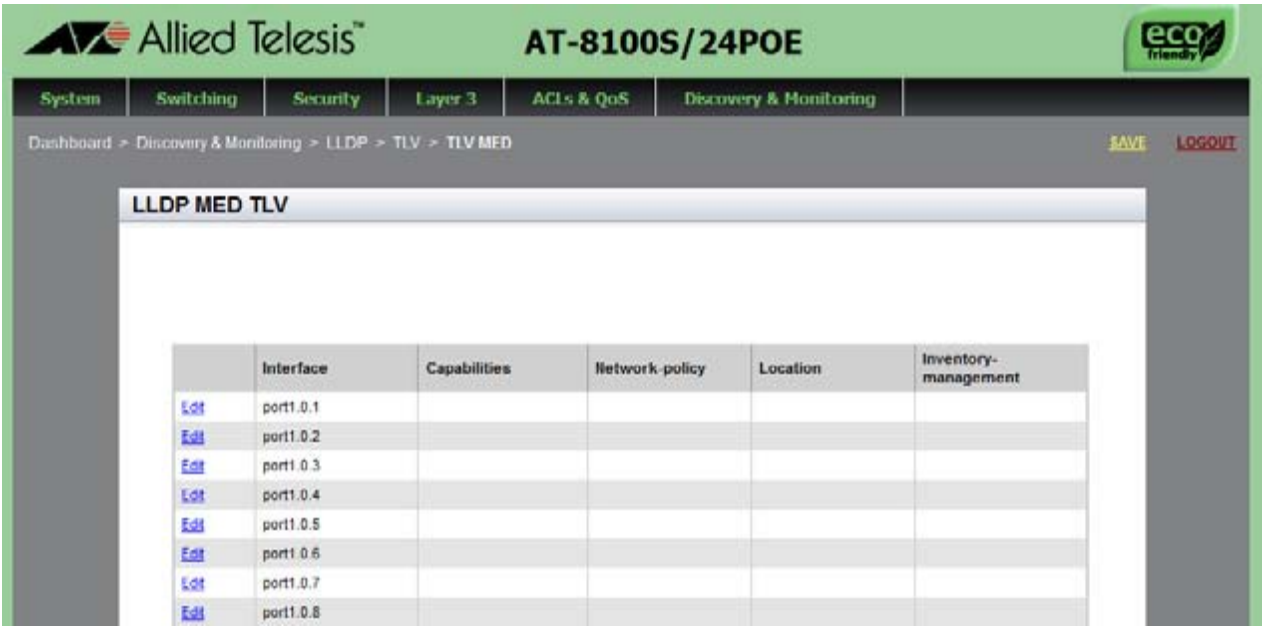 Allied Telesis™
AT-8100S/24POE
eco
friendly
System Switching Security Layer 3 ACLs & QoS Discovery & Monitoring
Dashboard > Discovery & Monitoring > LLDP > TLV > TLV MED
SAVE LOGOUT
LLDP MED TLV
Interface Capabilities Network-policy Location Inventory-
management
Edit port1.0.1
Edit port1.0.2
Edit port1.0.3
Edit port1.0.4
Edit port1.0.5
Edit port1.0.6
Edit port1.0.7
Edit port1.0.8